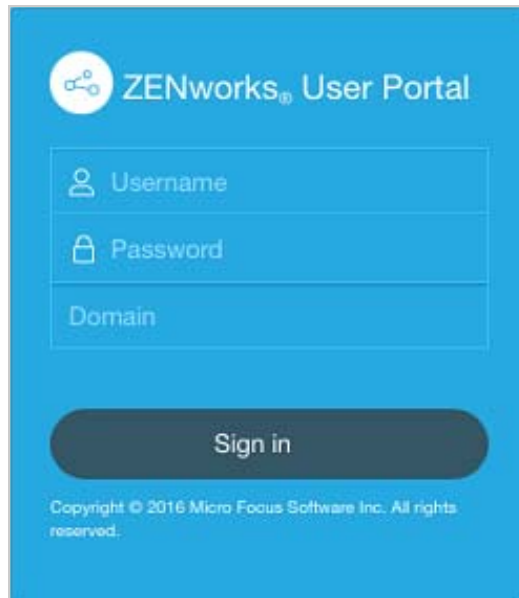 ZENworks® User Portal
Username
Password
Domain
Sign in
Copyright © 2016 Micro Focus Software Inc. All rights
reserved.